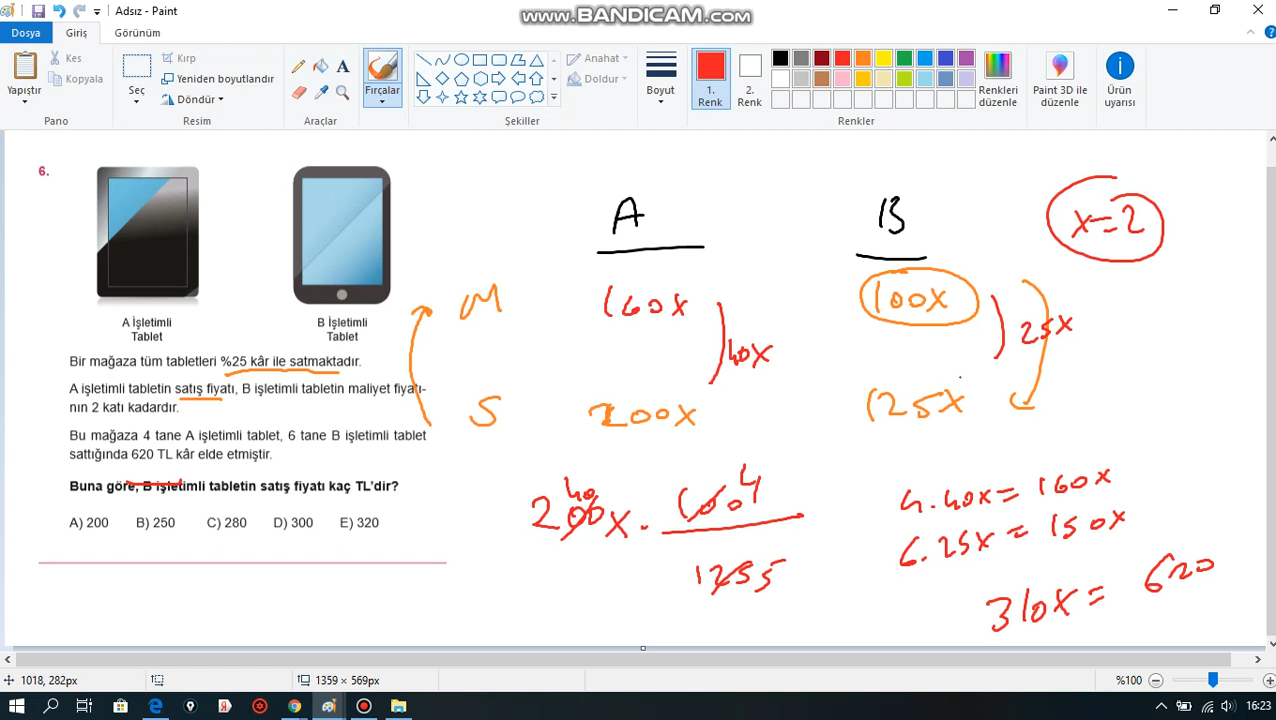 Adsız - Paint
www.BANDICAM.com
Dosya Giriş Görünüm
Yapıştır
Kes
Kopyala
Pano
Seç
Kırp
Yeniden boyutlandır
Döndür
Resim
A
Araçlar
Fırçalar
Anahat
Doldur
Şekiller
Boyut
1. Renk
2. Renk
Renkleri düzenle
Renkler
Paint 3D ile düzenle
Ürün uyarısı
6.
A İşletimli Tablet
B İşletimli Tablet
Bir mağaza tüm tabletleri %25 kâr ile satmaktadır.
A işletimli tabletin satış fiyatı, B işletimli tabletin maliyet fiyatı-
nın 2 katı kadardır.
Bu mağaza 4 tane A işletimli tablet, 6 tane B işletimli tablet
sattığında 620 TL kâr elde etmiştir.
Buna göre, B işletimli tabletin satış fiyatı kaç TL'dir?
A) 200 B) 250 C) 280 D) 300 E) 320
A B
x=2
M 160x 100x
40x 25x
S 200x 125x
40 4
200x . 100
125 5
4.40x = 160x
6.25x = 150x
310x = 620
1018, 282px
1359 × 569px
%100
16:23